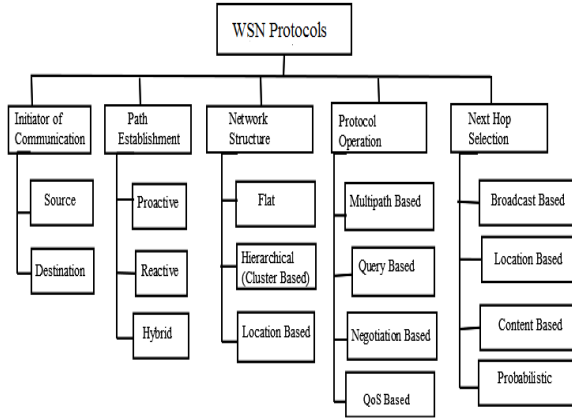 WSN Protocols
Initiator of
Communication
Path
Establishment
Network
Structure
Protocol
Operation
Next Hop
Selection
Source
Destination
Proactive
Reactive
Hybrid
Flat
Hierarchical
(Cluster Based)
Location Based
Multipath Based
Query Based
Negotiation Based
QoS Based
Broadcast Based
Location Based
Content Based
Probabilistic